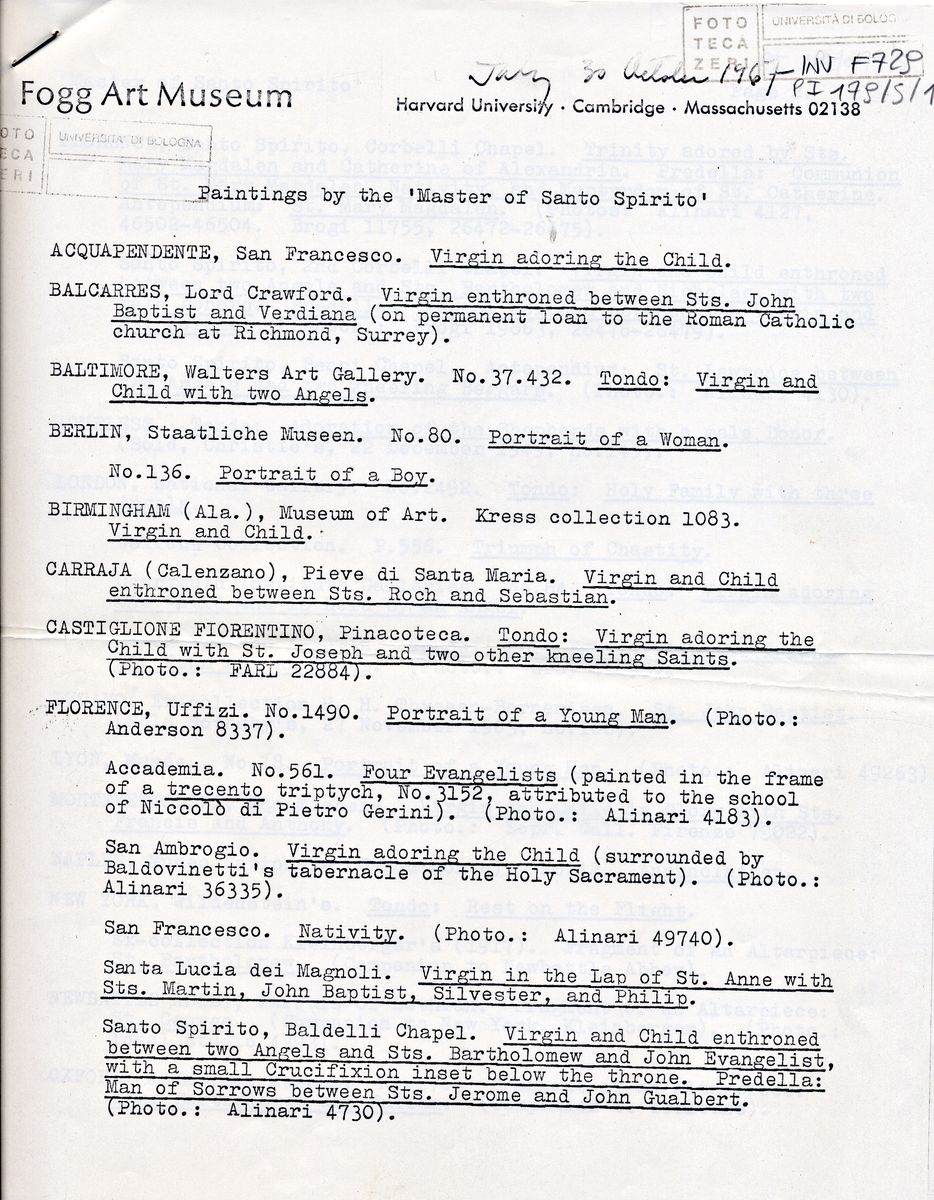 FOTO
TECA
ZERI
UNIVERSITÀ DI BOLOG
30 October 1967
INV F729
PI 179/5/1
Fogg Art Museum
Harvard University · Cambridge · Massachusetts 02138
OTO
ECA
ERI
UNIVERSITA' DI BOLOGNA
Paintings by the 'Master of Santo Spirito'
ACQUAPENDENTE, San Francesco. Virgin adoring the Child.
BALCARRES, Lord Crawford. Virgin enthroned between Sts. John
Baptist and Verdiana (on permanent loan to the Roman Catholic
church at Richmond, Surrey).
BALTIMORE, Walters Art Gallery. No.37.432. Tondo: Virgin and
Child with two Angels.
BERLIN, Staatliche Museen. No.80. Portrait of a Woman.
No.136. Portrait of a Boy.
BIRMINGHAM (Ala.), Museum of Art. Kress collection 1083.
Virgin and Child.
CARRAJA (Calenzano), Pieve di Santa Maria. Virgin and Child
enthroned between Sts. Roch and Sebastian.
CASTIGLIONE FIORENTINO, Pinacoteca. Tondo: Virgin adoring the
Child with St. Joseph and two other kneeling Saints.
(Photo.: FARL 22884).
FLORENCE, Uffizi. No.1490. Portrait of a Young Man. (Photo.:
Anderson 8337).
Accademia. No.561. Four Evangelists (painted in the frame
of a trecento triptych, No.3152, attributed to the school
of Niccolò di Pietro Gerini). (Photo.: Alinari 4183).
San Ambrogio. Virgin adoring the Child (surrounded by
Baldovinetti's tabernacle of the Holy Sacrament). (Photo.:
Alinari 36335).
San Francesco. Nativity. (Photo.: Alinari 49740).
Santa Lucia dei Magnoli. Virgin in the Lap of St. Anne with
Sts. Martin, John Baptist, Silvester, and Philip.
Santo Spirito, Baldelli Chapel. Virgin and Child enthroned
between two Angels and Sts. Bartholomew and John Evangelist,
with a small Crucifixion inset below the throne. Predella:
Man of Sorrows between Sts. Jerome and John Gualbert.
(Photo.: Alinari 4730).